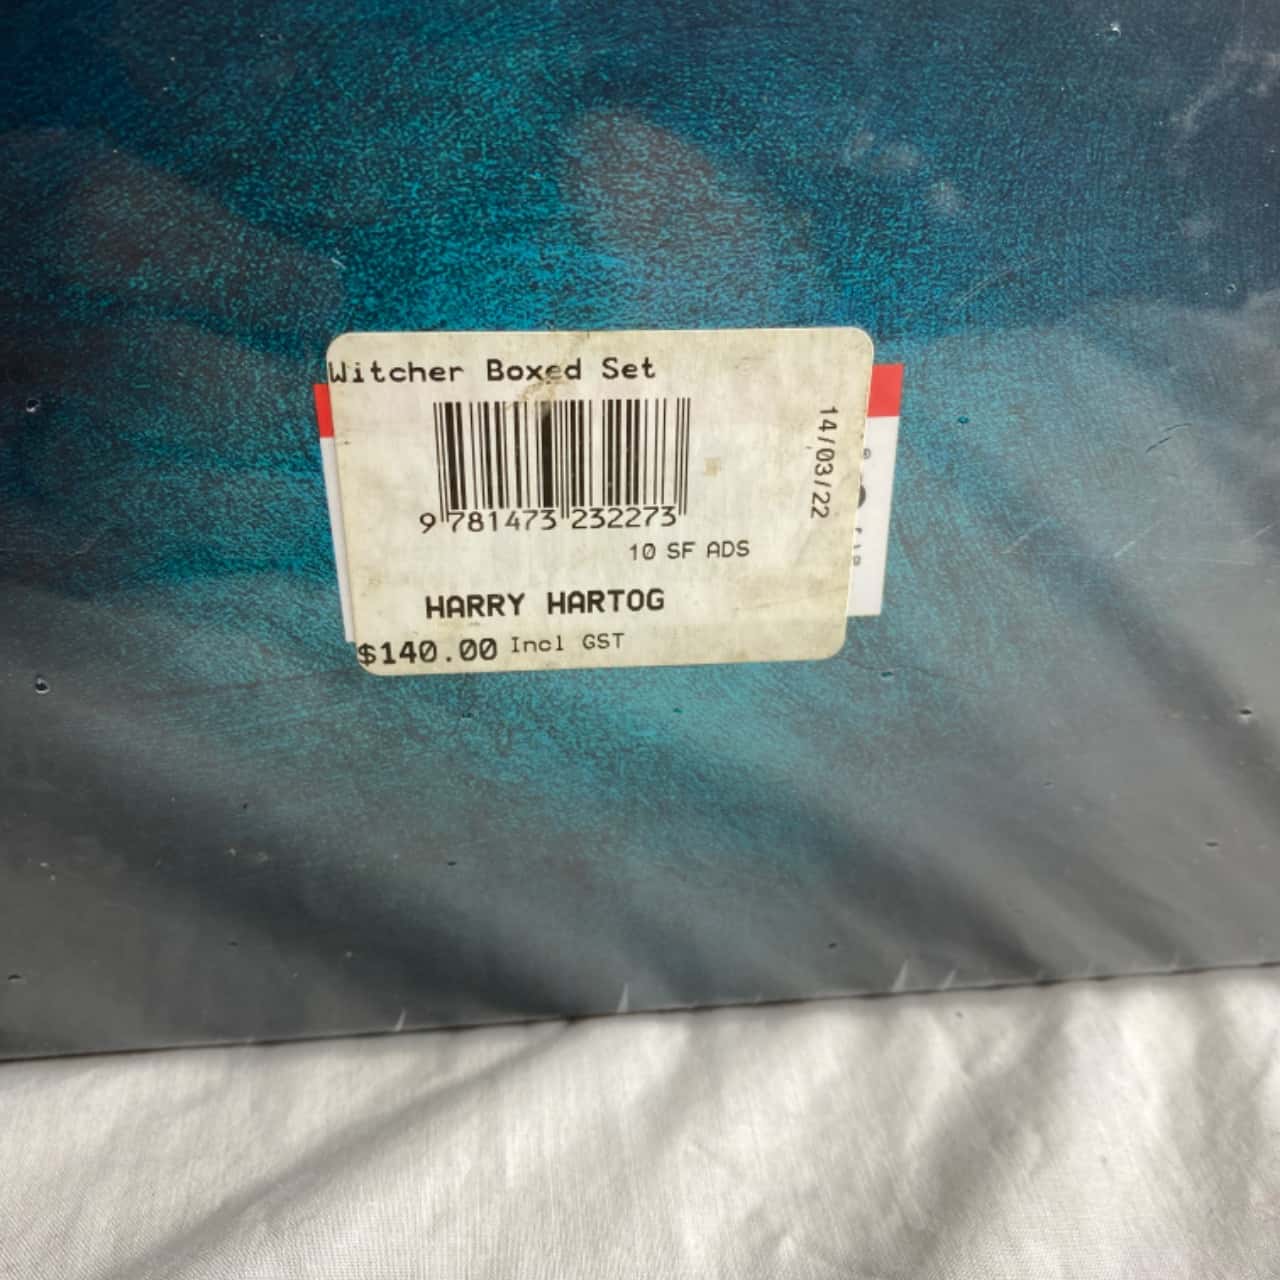 Witcher Boxed Set
14/03/22
9 781473 232273
10 SF ADS
HARRY HARTOG
$140.00 Incl GST